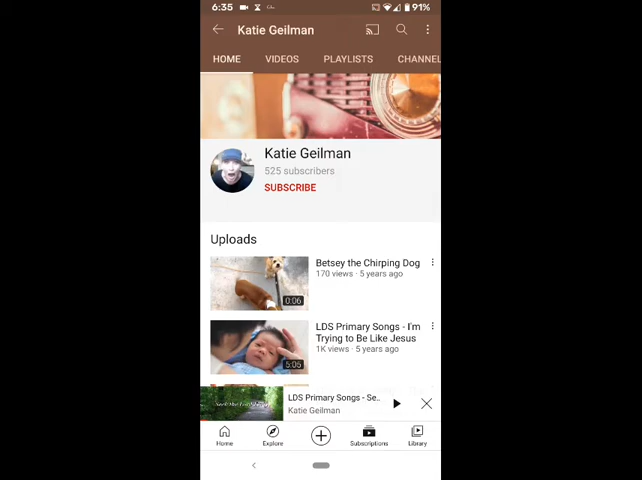 6:35
91%
Katie Geilman
HOME VIDEOS PLAYLISTS CHANNEL
Katie Geilman
525 subscribers
SUBSCRIBE
Uploads
Betsey the Chirping Dog
170 views · 5 years ago
0:06
LDS Primary Songs - I'm
Trying to Be Like Jesus
1K views · 5 years ago
5:05
LDS Primary Songs - Se..
Katie Geilman
Home Explore Subscriptions Library